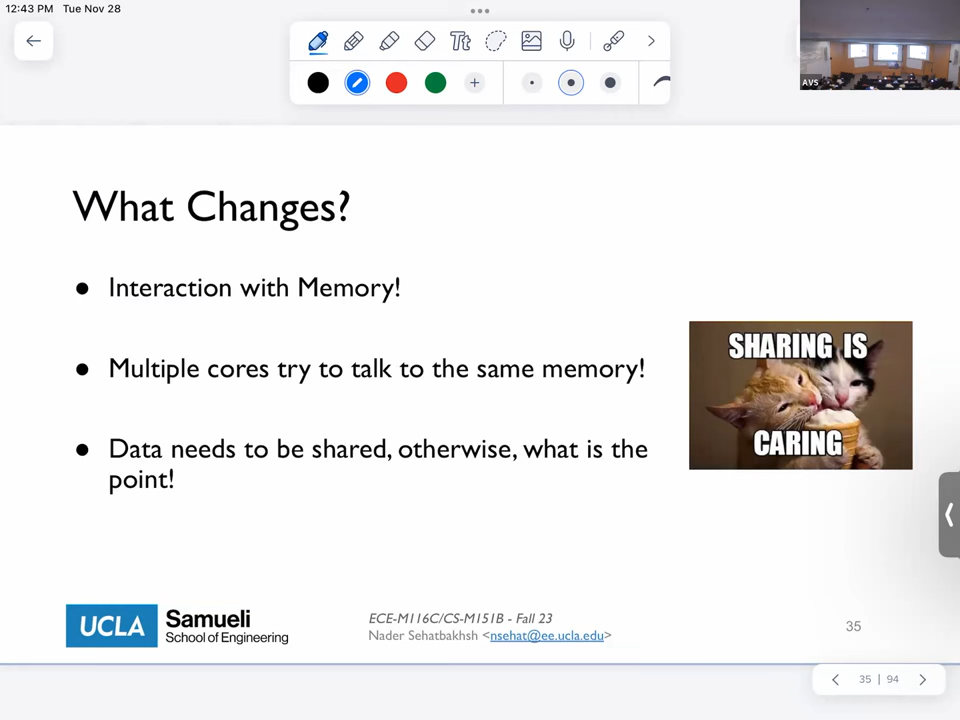 12:43 PM Tue Nov 28
Tt
AVS
What Changes?
● Interaction with Memory!
● Multiple cores try to talk to the same memory!
● Data needs to be shared, otherwise, what is the
point!
SHARING IS
CARING
UCLA Samueli
School of Engineering
ECE-M116C/CS-M151B - Fall 23
Nader Sehatbakhsh <nsehat@ee.ucla.edu>
35
35 | 94